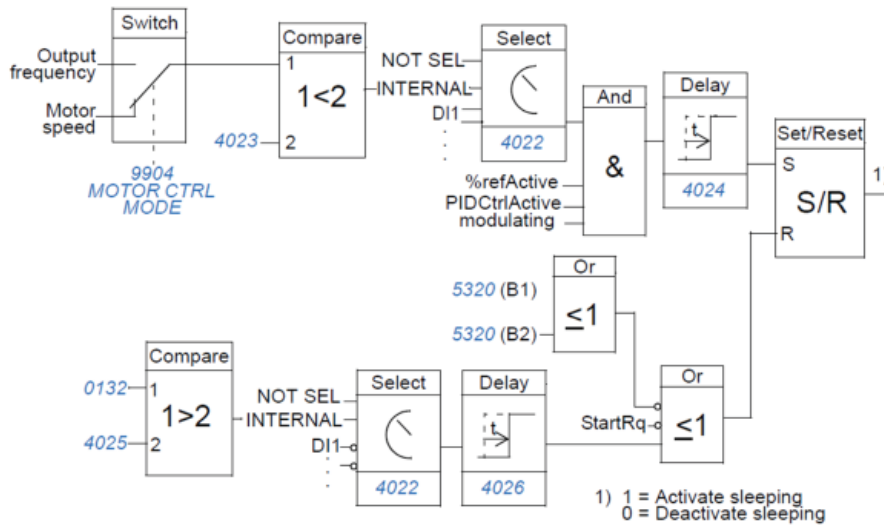 Switch
Output
frequency
Motor
speed
9904
MOTOR CTRL
MODE
Compare
1
1<2
2
4023
Select
NOT SEL
INTERNAL
DI1
4022
And
&
%refActive
PIDCtrlActive
modulating
Delay
t
4024
Set/Reset
S
S/R
R
1)
Or
5320 (B1)
≤1
5320 (B2)
Compare
0132
1
1>2
4025
2
Select
NOT SEL
INTERNAL
DI1
4022
Delay
t
4026
Or
StartRq
≤1
1) 1 = Activate sleeping
0 = Deactivate sleeping